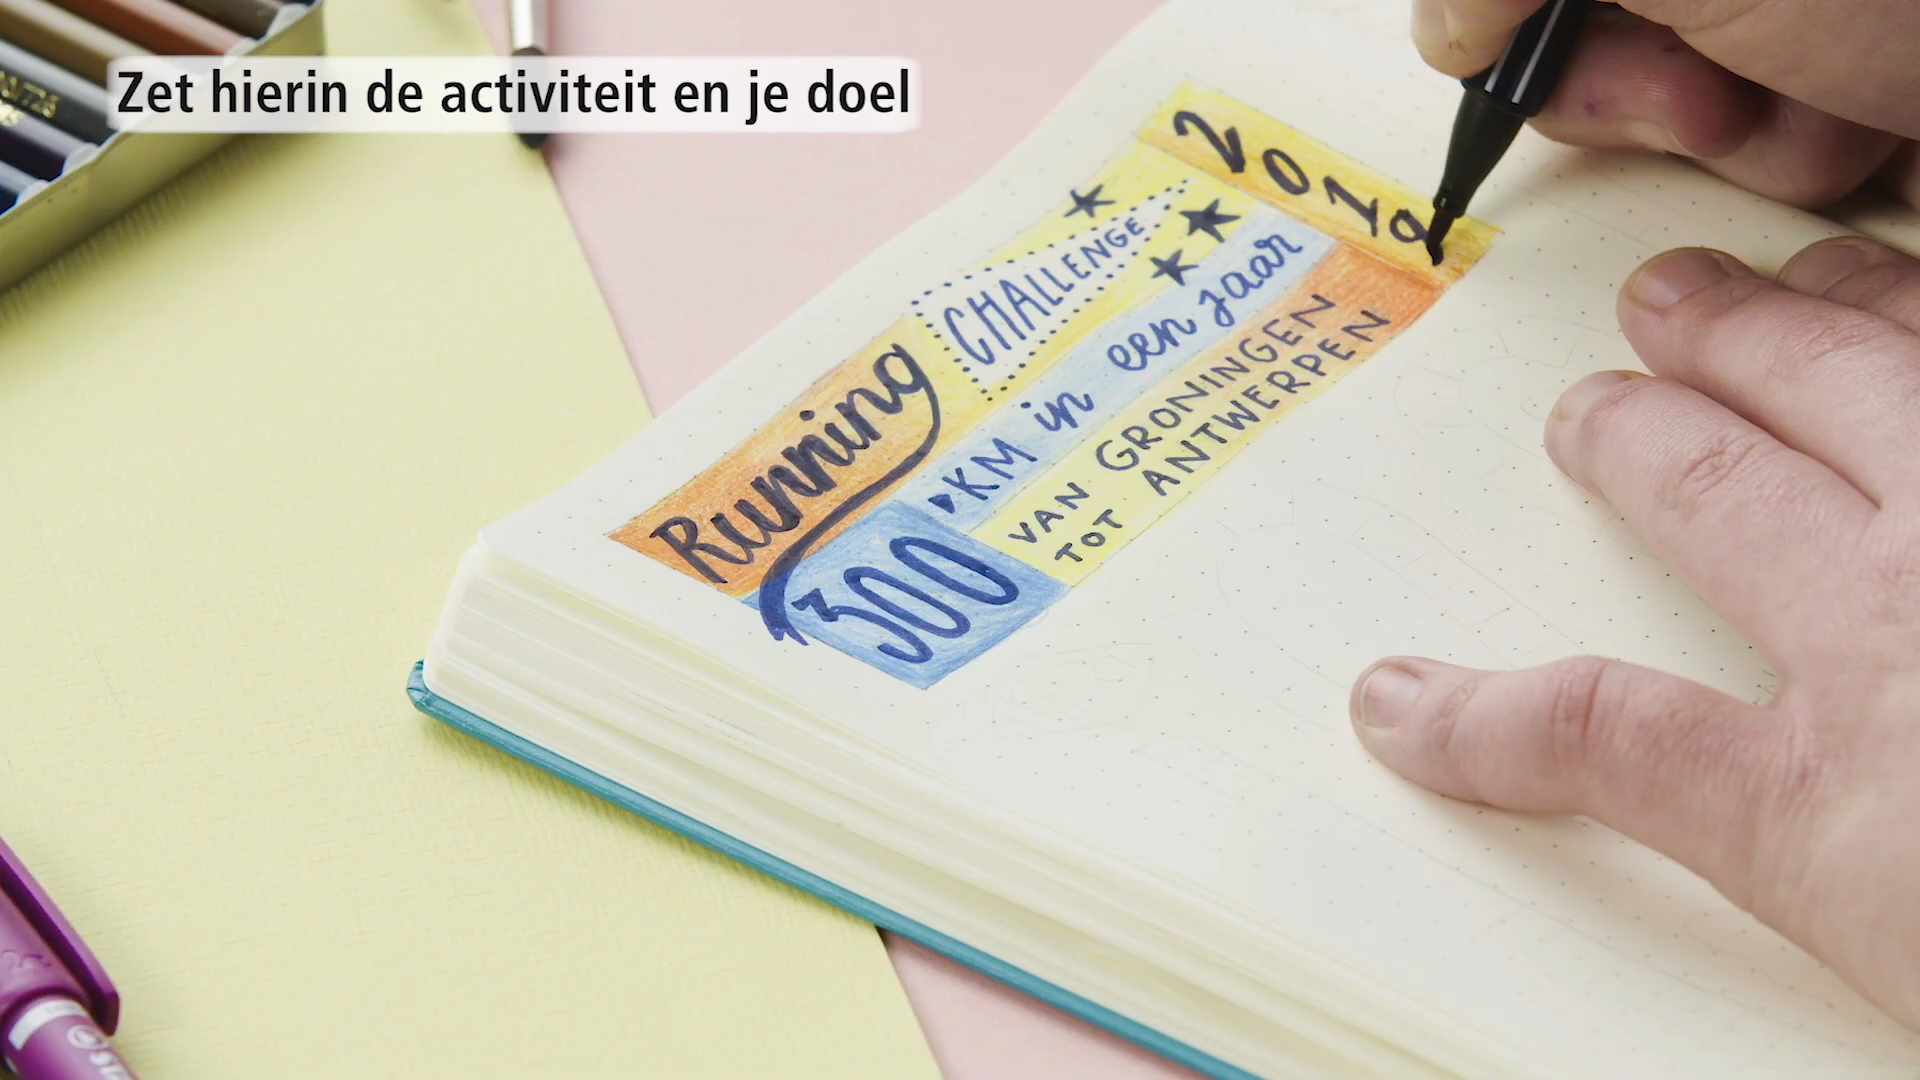 Zet hierin de activiteit en je doel
2019
Running
CHALLENGE
300
KM in een jaar
VAN GRONINGEN
TOT ANTWERPEN